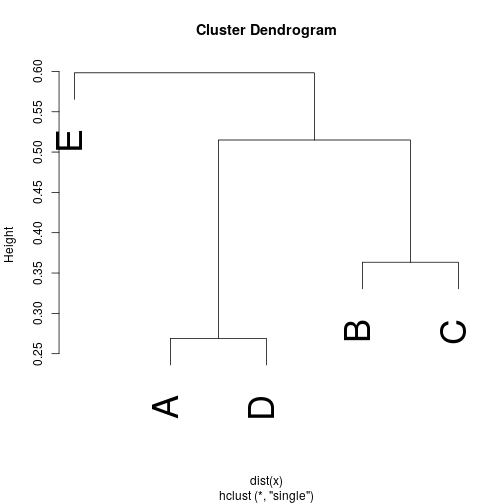 Cluster Dendrogram
Height
0.60
0.55
0.50
0.45
0.40
0.35
0.30
0.25
E
B
C
A
D
dist(x)
hclust (*, "single")